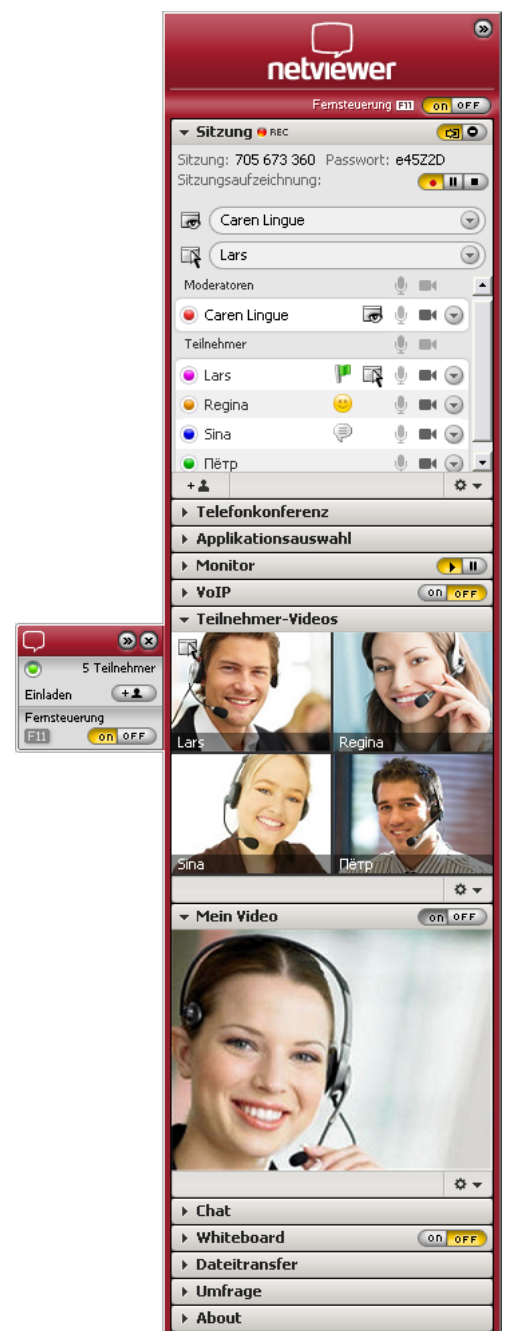 netviewer
Fernsteuerung F11 on OFF
Sitzung REC
Sitzung: 705 673 360 Passwort: e45Z2D
Sitzungsaufzeichnung:
Caren Lingue
Lars
Moderatoren
Caren Lingue
Teilnehmer
Lars
Regina
Sina
Пётр
Telefonkonferenz
Applikationsauswahl
Monitor
VoIP on OFF
Teilnehmer-Videos
Lars Regina
Sina Пётр
Mein Video on OFF
Chat
Whiteboard on OFF
Dateitransfer
Umfrage
About
5 Teilnehmer
Einladen
Fernsteuerung
F11 on OFF